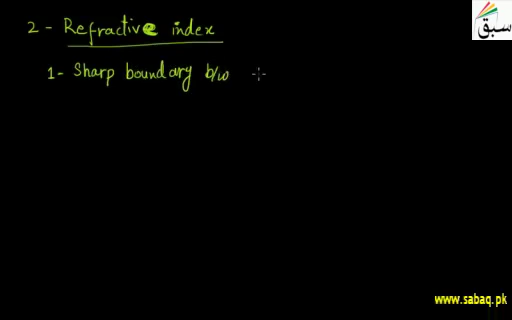 2 - Refractive index
1- Sharp boundary b/w
سبق
www.sabaq.pk